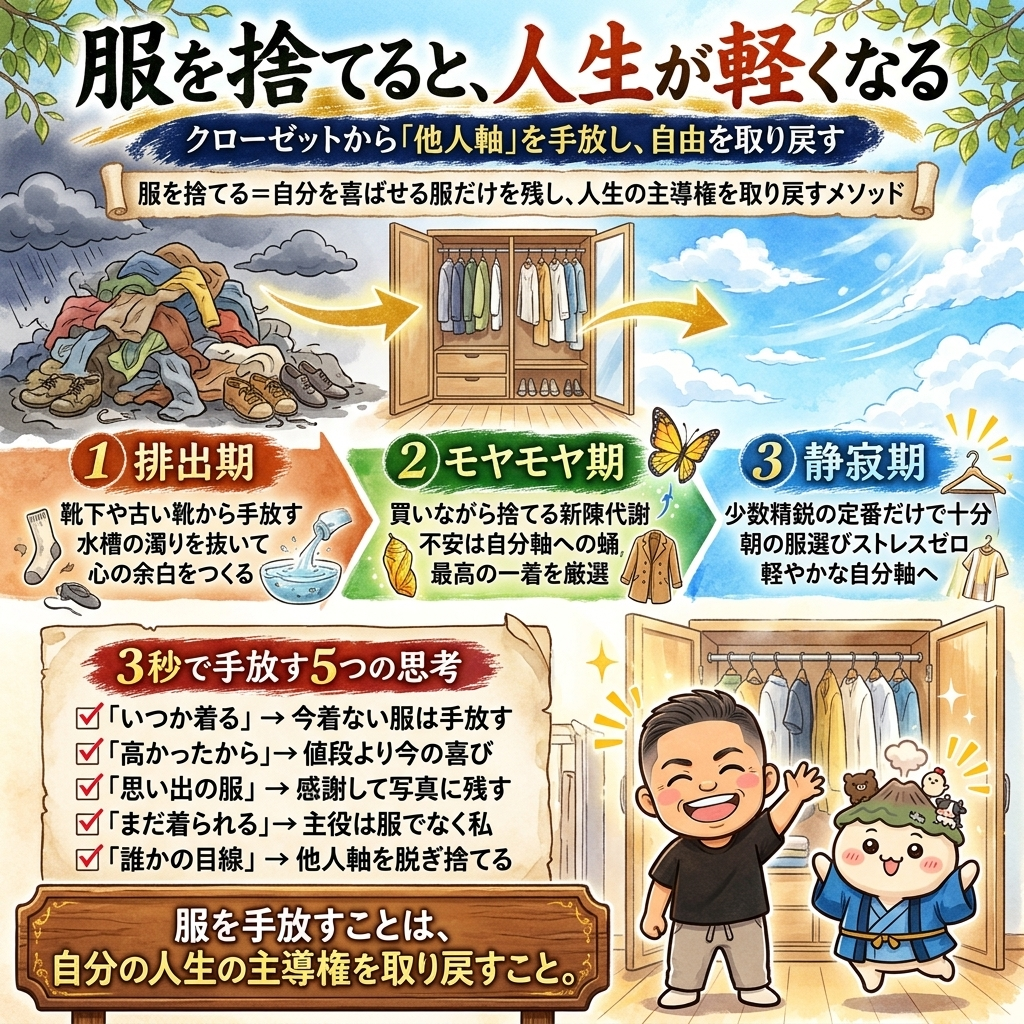 服を捨てると、人生が軽くなる
クローゼットから「他人軸」を手放し、自由を取り戻す
服を捨てる＝自分を喜ばせる服だけを残し、人生の主導権を取り戻すメソッド
1 排出期
靴下や古い靴から手放す
水槽の濁りを抜いて
心の余白をつくる
2 モヤモヤ期
買いながら捨てる新陳代謝
不安は自分軸への蛹
最高の一着を厳選
3 静寂期
少数精鋭の定番だけで十分
朝の服選びストレスゼロ
軽やかな自分軸へ
3秒で手放す5つの思考
「いつか着る」→ 今着ない服は手放す
「高かったから」→ 値段より今の喜び
「思い出の服」→ 感謝して写真に残す
「まだ着られる」→ 主役は服でなく私
「誰かの目線」→ 他人軸を脱ぎ捨てる
服を手放すことは、
自分の人生の主導権を取り戻すこと。